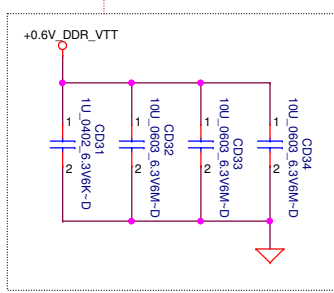 +0.6V_DDR_VTT
1
2
CD31
1U_0402_6.3V6K~D
1
2
CD32
10U_0603_6.3V6M~D
1
2
CD33
10U_0603_6.3V6M~D
1
2
CD34
10U_0603_6.3V6M~D